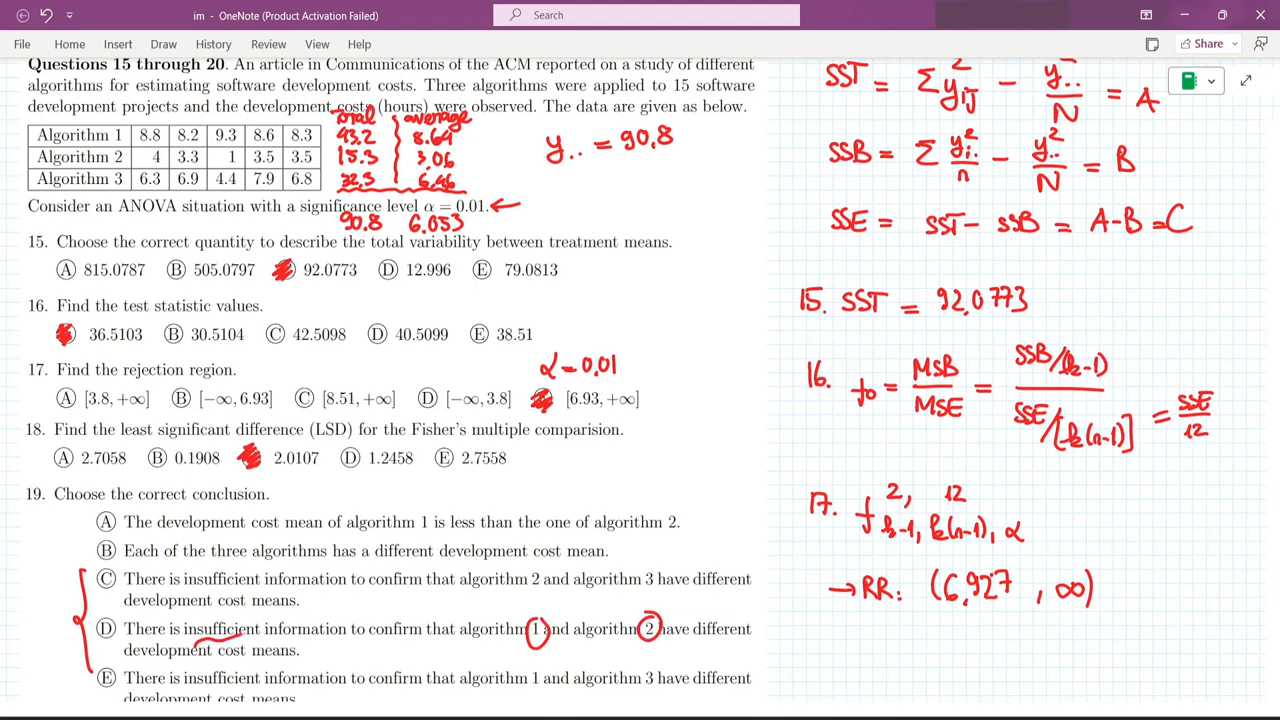 im - OneNote (Product Activation Failed)
Search
File Home Insert Draw History Review View Help
Share
Questions 15 through 20. An article in Communications of the ACM reported on a study of different
algorithms for estimating software development costs. Three algorithms were applied to 15 software
development projects and the development costs (hours) were observed. The data are given as below.
total average
Algorithm 1 8.8 8.2 9.3 8.6 8.3 43.2 8.64
Algorithm 2 4 3.3 1 3.5 3.5 15.3 3.06
Algorithm 3 6.3 6.9 4.4 7.9 6.8 32.3 6.46
y.. = 90,8
Consider an ANOVA situation with a significance level α = 0.01. ←
90.8 6.053
15. Choose the correct quantity to describe the total variability between treatment means.
Ⓐ 815.0787 Ⓑ 505.0797 92.0773 Ⓓ 12.996 Ⓔ 79.0813
16. Find the test statistic values.
36.5103 Ⓑ 30.5104 Ⓒ 42.5098 Ⓓ 40.5099 Ⓔ 38.51
α = 0.01
17. Find the rejection region.
Ⓐ [3.8, +∞] Ⓑ [−∞, 6.93] Ⓒ [8.51, +∞] Ⓓ [−∞, 3.8] [6.93, +∞]
18. Find the least significant difference (LSD) for the Fisher's multiple comparision.
Ⓐ 2.7058 Ⓑ 0.1908 2.0107 Ⓓ 1.2458 Ⓔ 2.7558
19. Choose the correct conclusion.
Ⓐ The development cost mean of algorithm 1 is less than the one of algorithm 2.
Ⓑ Each of the three algorithms has a different development cost mean.
Ⓒ There is insufficient information to confirm that algorithm 2 and algorithm 3 have different
development cost means.
Ⓓ There is insufficient information to confirm that algorithm 1 and algorithm 2 have different
development cost means.
Ⓔ There is insufficient information to confirm that algorithm 1 and algorithm 3 have different
development cost means.
SST = Σ y²ij − y²../N = A
SSB = Σ y²i./n − y²../N = B
SSE = SST − SSB = A-B = C
15. SST = 92,0773
16. f0 = MSB/MSE = SSB/(k-1) / SSE/[k(n-1)] = SSE/12
2, 12
17. f k-1, k(n-1), α
→ RR: (6,927, ∞)